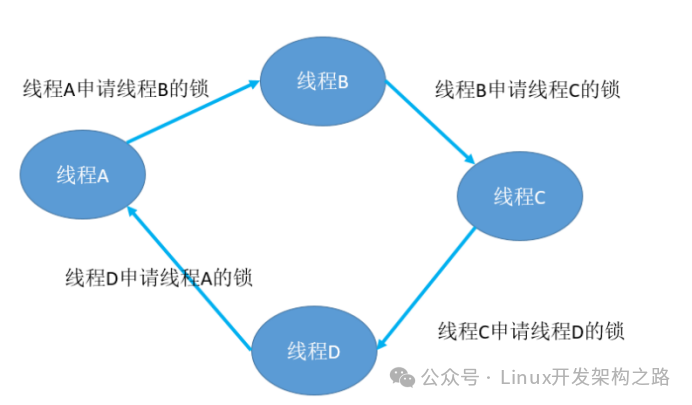 线程B
线程A申请线程B的锁
线程B申请线程C的锁
线程A
线程C
线程D申请线程A的锁
线程C申请线程D的锁
线程D
公众号 · Linux开发架构之路